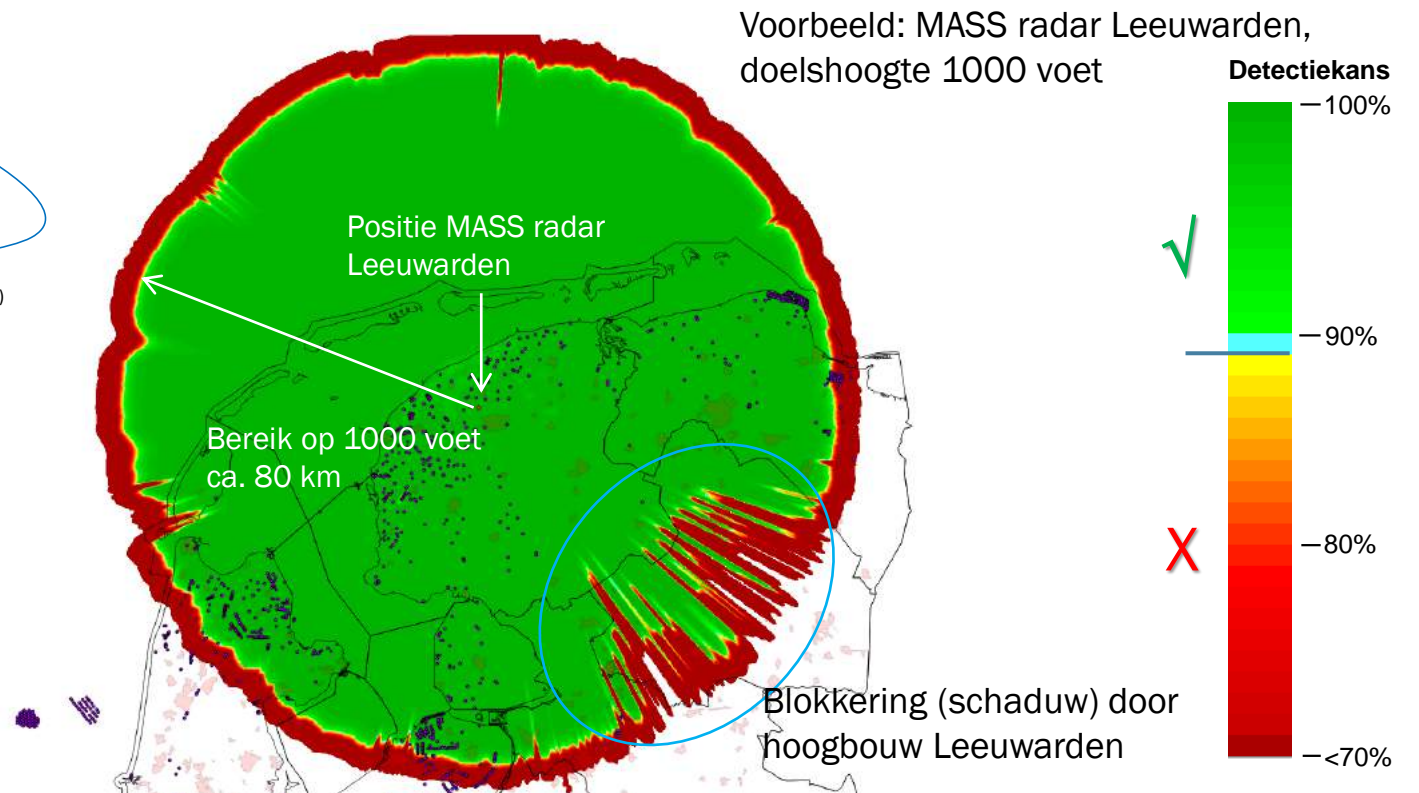 Voorbeeld: MASS radar Leeuwarden,
doelshoogte 1000 voet
Detectiekans
100%
90%
80%
<70%
√
X
Positie MASS radar
Leeuwarden
Bereik op 1000 voet
ca. 80 km
Blokkering (schaduw) door
hoogbouw Leeuwarden
)